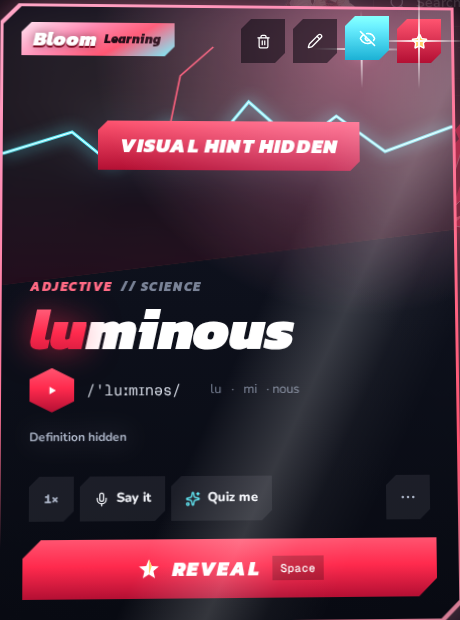 Search
Bloom Learning
VISUAL HINT HIDDEN
ADJECTIVE // SCIENCE
luminous
/ˈluːmɪnəs/ lu · mi · nous
Definition hidden
1× Say it Quiz me ...
REVEAL Space